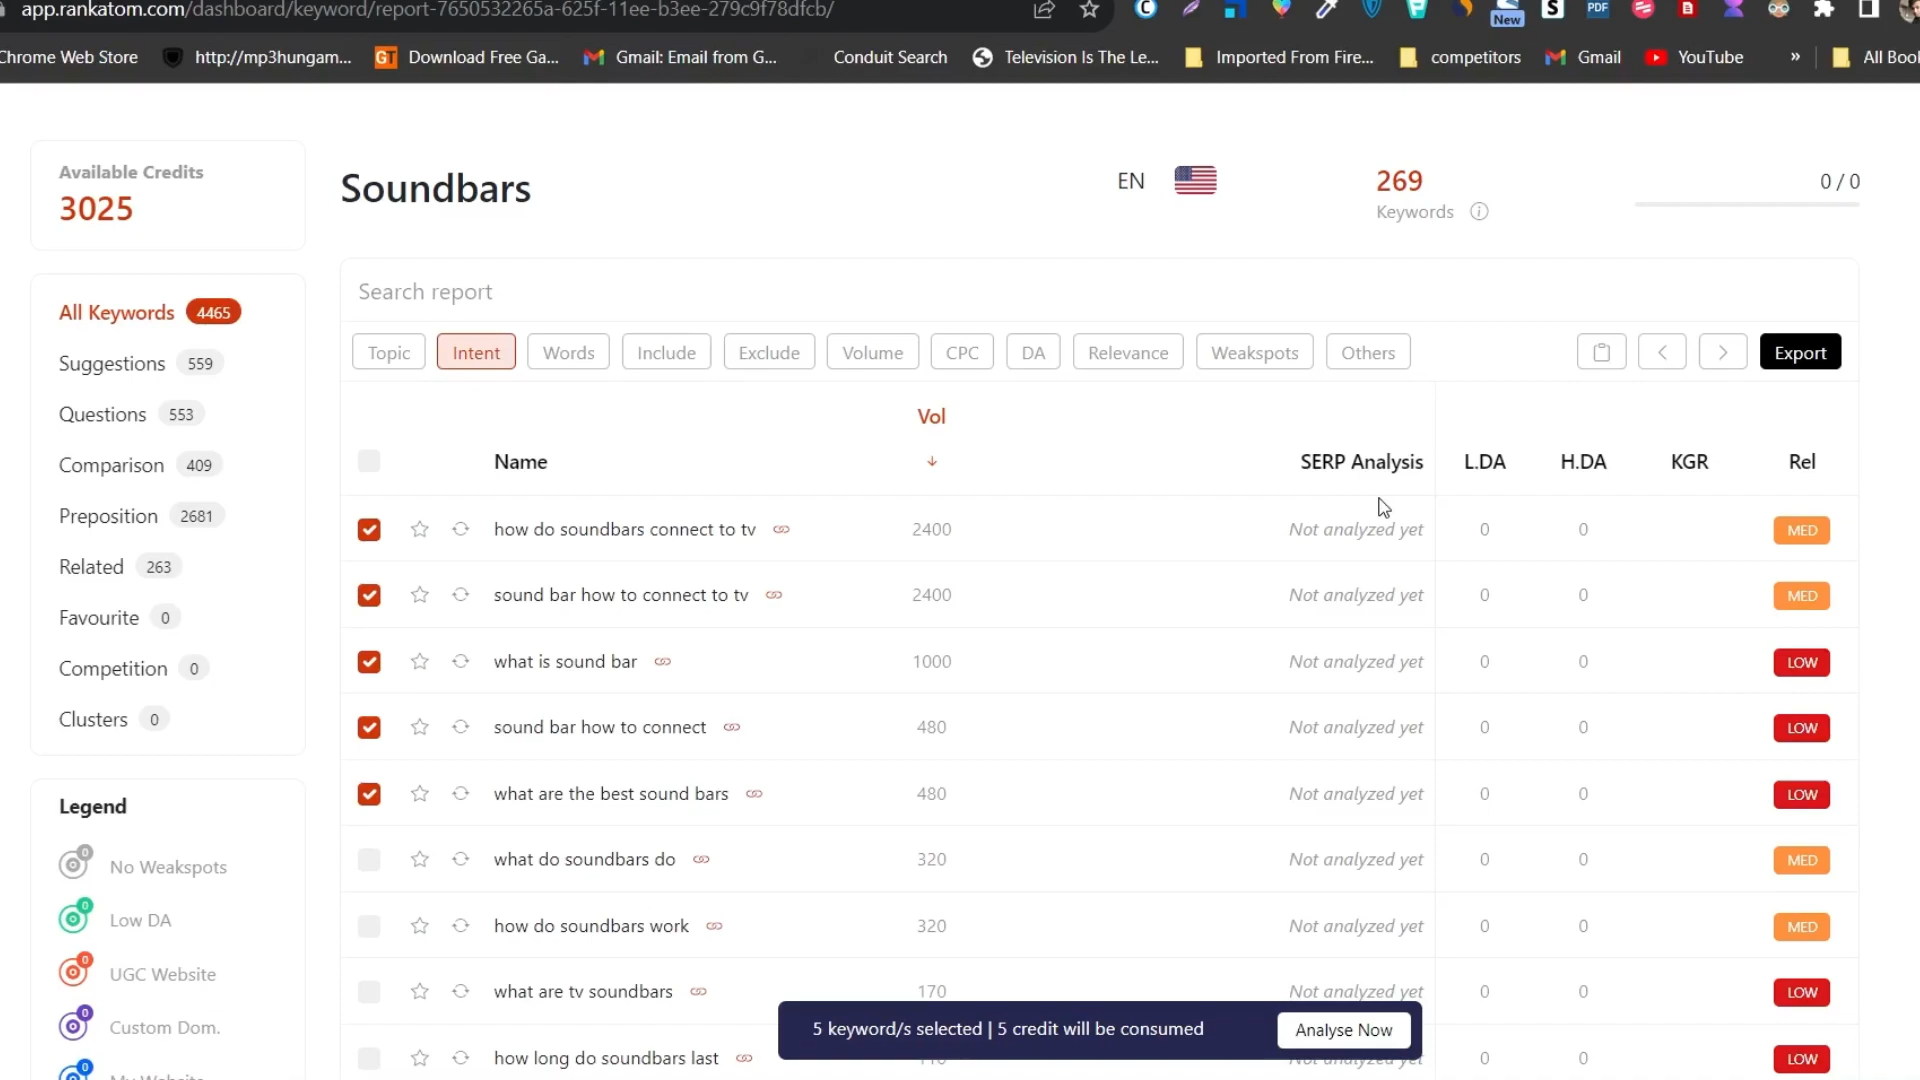 app.rankatom.com/dashboard/keyword/report-7650532265a-625f-11ee-b3ee-279c9f78dfcb/
New
PDF
Chrome Web Store
http://mp3hungam...
GT
Download Free Ga...
Gmail: Email from G...
Conduit Search
Television Is The Le...
Imported From Fire...
competitors
Gmail
YouTube
»
All Boo
Available Credits
3025
Soundbars
EN
269
Keywords
0 / 0
All Keywords 4465
Suggestions 559
Questions 553
Comparison 409
Preposition 2681
Related 263
Favourite 0
Competition 0
Clusters 0
Search report
Topic Intent Words Include Exclude Volume CPC DA Relevance Weakspots Others Export
Vol
Name SERP Analysis L.DA H.DA KGR Rel
how do soundbars connect to tv 2400 Not analyzed yet 0 0 MED
sound bar how to connect to tv 2400 Not analyzed yet 0 0 MED
what is sound bar 1000 Not analyzed yet 0 0 LOW
sound bar how to connect 480 Not analyzed yet 0 0 LOW
what are the best sound bars 480 Not analyzed yet 0 0 LOW
what do soundbars do 320 Not analyzed yet 0 0 MED
how do soundbars work 320 Not analyzed yet 0 0 MED
what are tv soundbars 170 Not analyzed yet 0 0 LOW
how long do soundbars last 0 0 LOW
5 keyword/s selected | 5 credit will be consumed Analyse Now
Legend
0 No Weakspots
0 Low DA
0 UGC Website
0 Custom Dom.
0 My Website